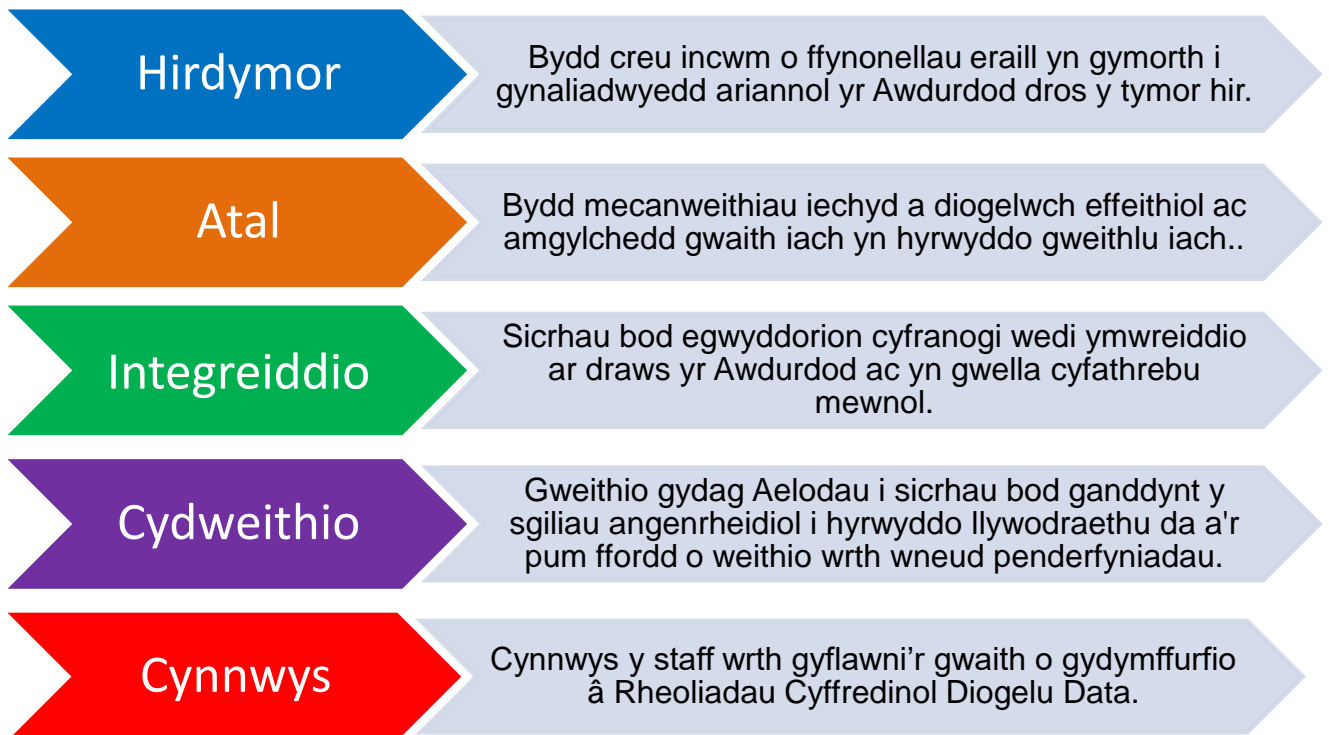 Hirdymor
Bydd creu incwm o ffynonellau eraill yn gymorth i
gynaliadwyedd ariannol yr Awdurdod dros y tymor hir.
Atal
Bydd mecanweithiau iechyd a diogelwch effeithiol ac
amgylchedd gwaith iach yn hyrwyddo gweithlu iach..
Integreiddio
Sicrhau bod egwyddorion cyfranogi wedi ymwreiddio
ar draws yr Awdurdod ac yn gwella cyfathrebu
mewnol.
Cydweithio
Gweithio gydag Aelodau i sicrhau bod ganddynt y
sgiliau angenrheidiol i hyrwyddo llywodraethu da a'r
pum ffordd o weithio wrth wneud penderfyniadau.
Cynnwys
Cynnwys y staff wrth gyflawni’r gwaith o gydymffurfio
â Rheoliadau Cyffredinol Diogelu Data.